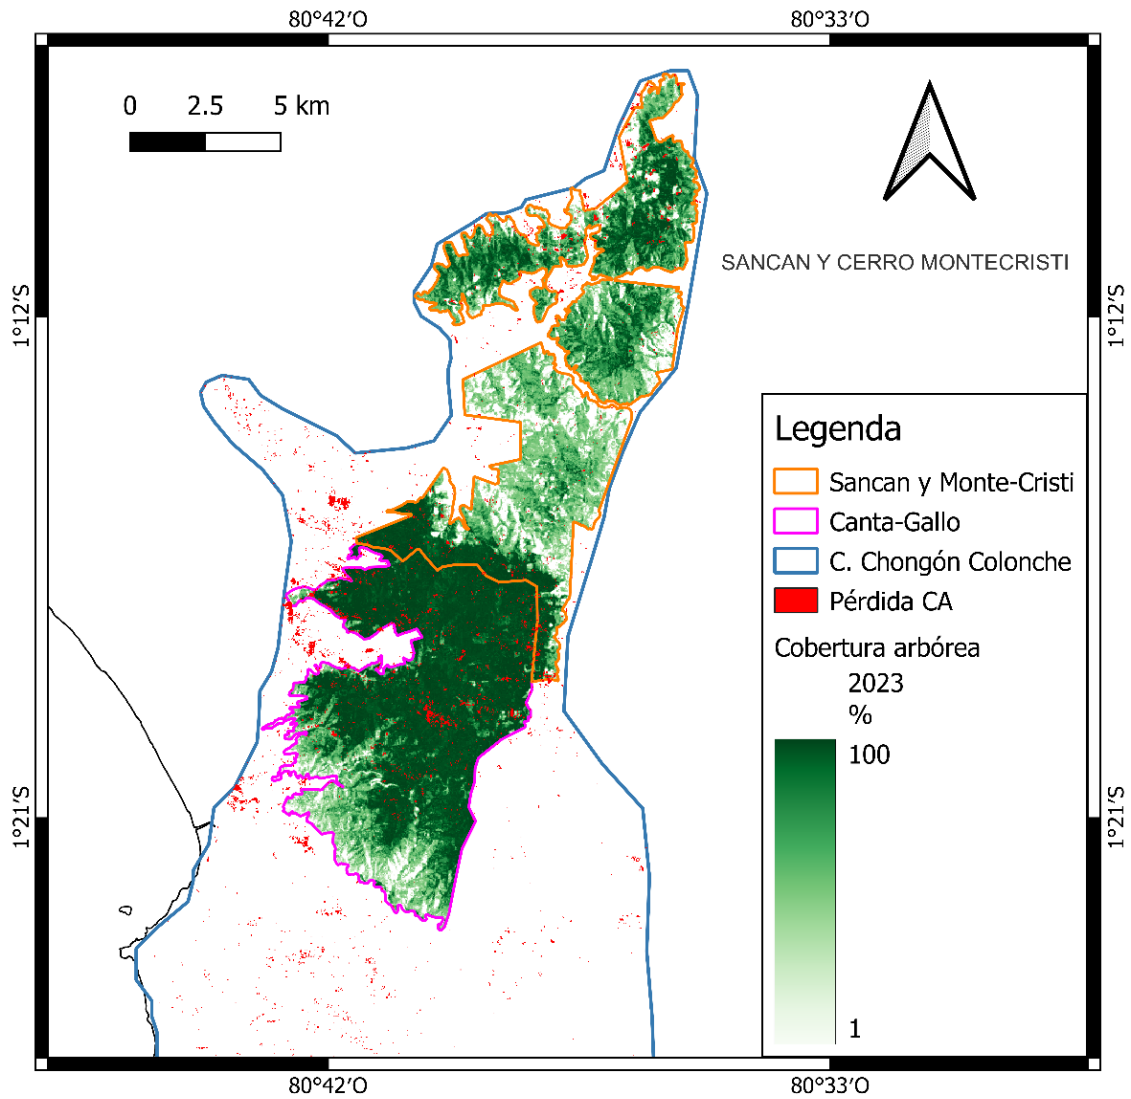 80°42'O
80°33'O
0 2.5 5 km
SANCAN Y CERRO MONTECRISTI
1°12'S
1°12'S
Legenda
Sancan y Monte-Cristi
Canta-Gallo
C. Chongón Colonche
Pérdida CA
Cobertura arbórea
2023
%
100
1
1°21'S
1°21'S
80°42'O
80°33'O